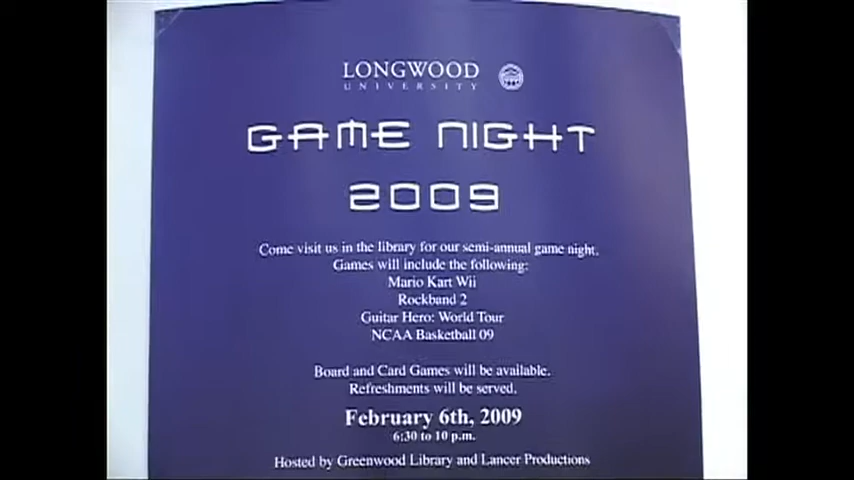 LONGWOOD
UNIVERSITY
GAME NIGHT
2009
Come visit us in the library for our semi-annual game night.
Games will include the following:
Mario Kart Wii
Rockband 2
Guitar Hero: World Tour
NCAA Basketball 09
Board and Card Games will be available.
Refreshments will be served.
February 6th, 2009
6:30 to 10 p.m.
Hosted by Greenwood Library and Lancer Productions